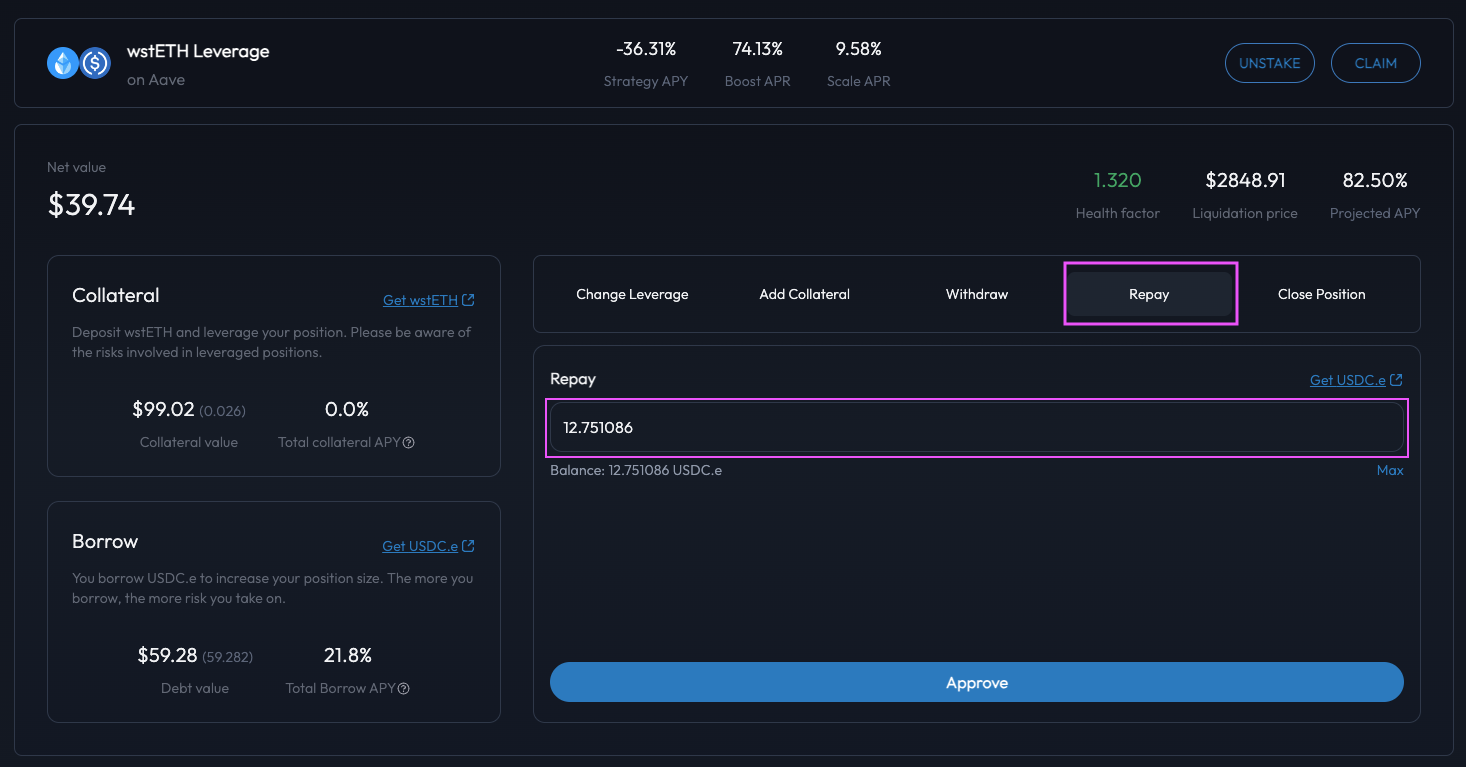 wstETH Leverage
on Aave
-36.31% 74.13% 9.58%
Strategy APY Boost APR Scale APR
UNSTAKE CLAIM
Net value
$39.74
1.320 $2848.91 82.50%
Health factor Liquidation price Projected APY
Collateral
Get wstETH
Deposit wstETH and leverage your position. Please be aware of
the risks involved in leveraged positions.
$99.02 (0.026) 0.0%
Collateral value Total collateral APY
Borrow
Get USDC.e
You borrow USDC.e to increase your position size. The more you
borrow, the more risk you take on.
$59.28 (59.282) 21.8%
Debt value Total Borrow APY
Change Leverage Add Collateral Withdraw Repay Close Position
Repay
Get USDC.e
12.751086
Balance: 12.751086 USDC.e
Max
Approve